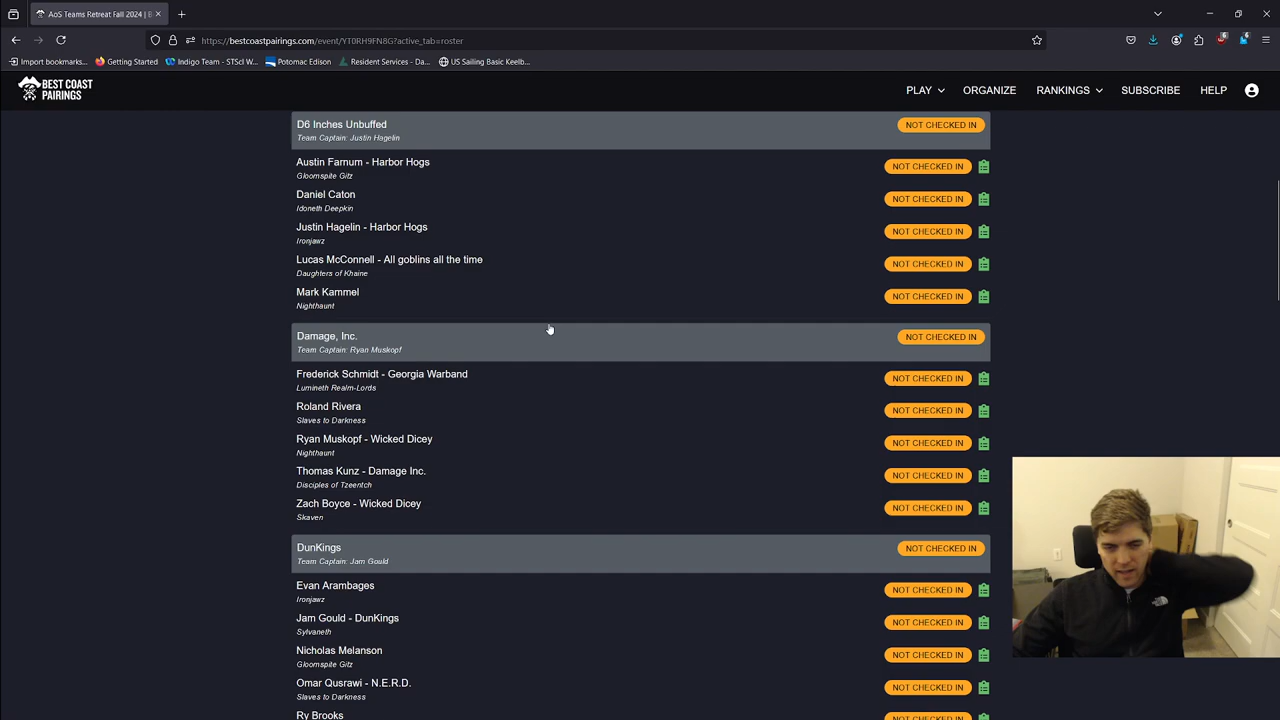 AoS Teams Retreat Fall 2024 | B
https://bestcoastpairings.com/event/YT0RH9FN8G?active_tab=roster
Import bookmarks... Getting Started Indigo Team - STScI W... Potomac Edison Resident Services - Da... US Sailing Basic Keelb...
BEST COAST PAIRINGS
PLAY ORGANIZE RANKINGS SUBSCRIBE HELP
D6 Inches Unbuffed NOT CHECKED IN
Team Captain: Justin Hagelin
Austin Farnum - Harbor Hogs NOT CHECKED IN
Gloomspite Gitz
Daniel Caton NOT CHECKED IN
Idoneth Deepkin
Justin Hagelin - Harbor Hogs NOT CHECKED IN
Ironjawz
Lucas McConnell - All goblins all the time NOT CHECKED IN
Daughters of Khaine
Mark Kammel NOT CHECKED IN
Nighthaunt
Damage, Inc. NOT CHECKED IN
Team Captain: Ryan Muskopf
Frederick Schmidt - Georgia Warband NOT CHECKED IN
Lumineth Realm-Lords
Roland Rivera NOT CHECKED IN
Slaves to Darkness
Ryan Muskopf - Wicked Dicey NOT CHECKED IN
Nighthaunt
Thomas Kunz - Damage Inc. NOT CHECKED IN
Disciples of Tzeentch
Zach Boyce - Wicked Dicey NOT CHECKED IN
Skaven
DunKings NOT CHECKED IN
Team Captain: Jam Gould
Evan Arambages NOT CHECKED IN
Ironjawz
Jam Gould - DunKings NOT CHECKED IN
Sylvaneth
Nicholas Melanson NOT CHECKED IN
Gloomspite Gitz
Omar Qusrawi - N.E.R.D. NOT CHECKED IN
Slaves to Darkness
Ry Brooks NOT CHECKED IN